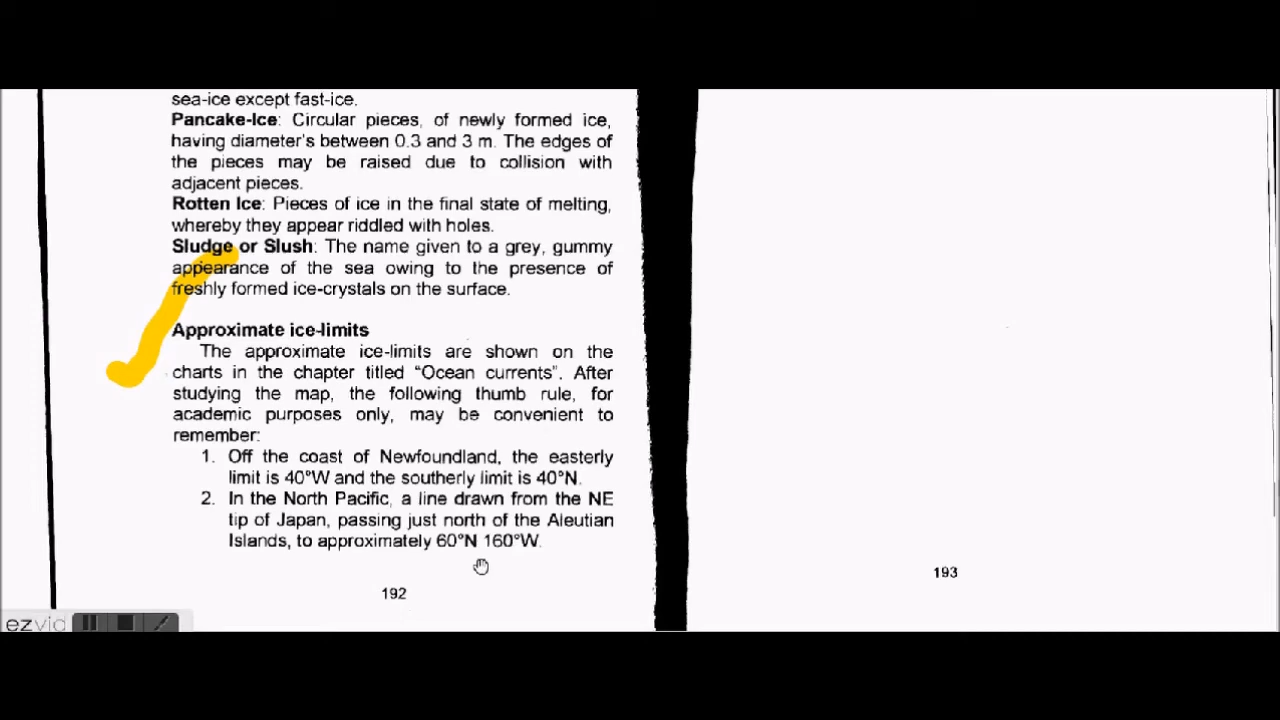 sea-ice except fast-ice.
Pancake-Ice: Circular pieces, of newly formed ice,
having diameter's between 0.3 and 3 m. The edges of
the pieces may be raised due to collision with
adjacent pieces.
Rotten Ice: Pieces of ice in the final state of melting,
whereby they appear riddled with holes.
Sludge or Slush: The name given to a grey, gummy
appearance of the sea owing to the presence of
freshly formed ice-crystals on the surface.
Approximate ice-limits
The approximate ice-limits are shown on the
charts in the chapter titled “Ocean currents”. After
studying the map, the following thumb rule, for
academic purposes only, may be convenient to
remember:
1. Off the coast of Newfoundland, the easterly
limit is 40°W and the southerly limit is 40°N.
2. In the North Pacific, a line drawn from the NE
tip of Japan, passing just north of the Aleutian
Islands, to approximately 60°N 160°W.
192
193
ezvid